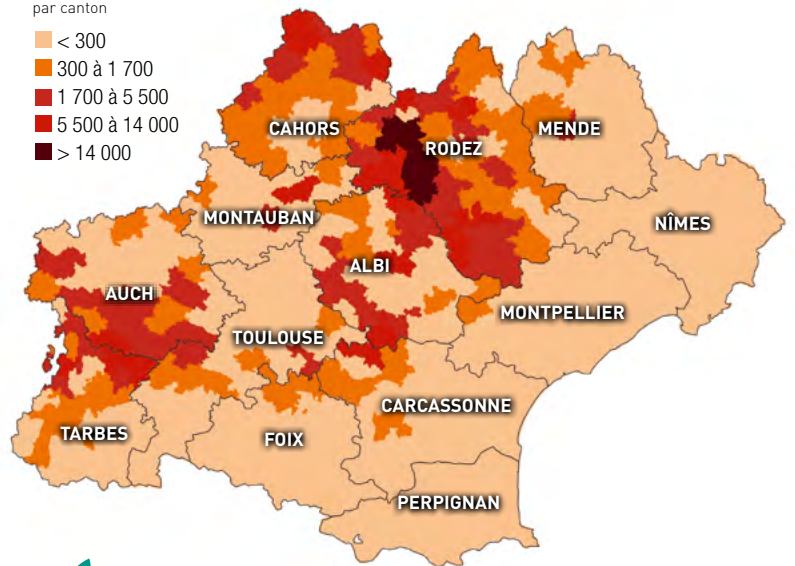 par canton
< 300
300 à 1 700
1 700 à 5 500
5 500 à 14 000
> 14 000
CAHORS
RODEZ
MENDE
MONTAUBAN
NÎMES
ALBI
AUCH
MONTPELLIER
TOULOUSE
CARCASSONNE
TARBES
FOIX
PERPIGNAN